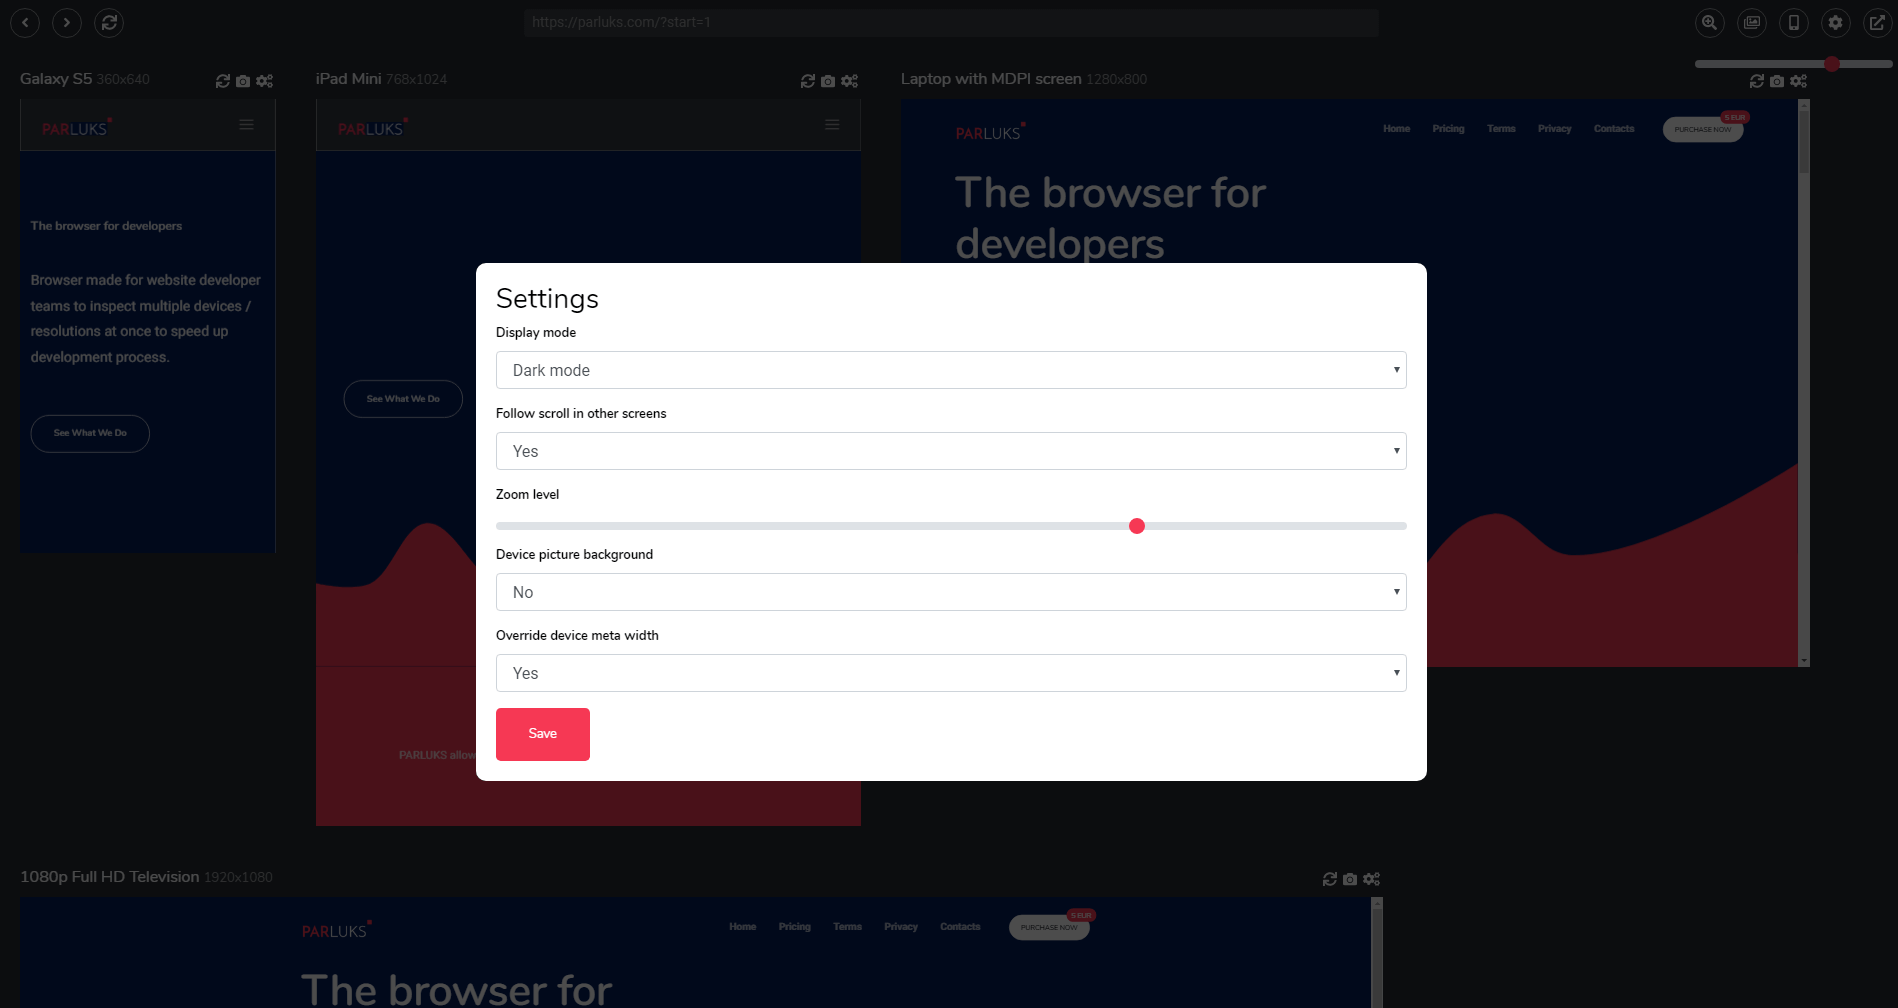 https://parluks.com/?start=1
Galaxy S5 360x640
iPad Mini 768x1024
Laptop with MDPI screen 1280x800
PARLUKS
The browser for developers
Browser made for website developer
teams to inspect multiple devices /
resolutions at once to speed up
development process.
See What We Do
PARLUKS
See What We Do
PARLUKS allow
PARLUKS
Home Pricing Terms Privacy Contacts
5 EUR
PURCHASE NOW
The browser for
developers
Settings
Display mode
Dark mode
Follow scroll in other screens
Yes
Zoom level
Device picture background
No
Override device meta width
Yes
Save
1080p Full HD Television 1920x1080
PARLUKS
Home Pricing Terms Privacy Contacts
5 EUR
PURCHASE NOW
The browser for